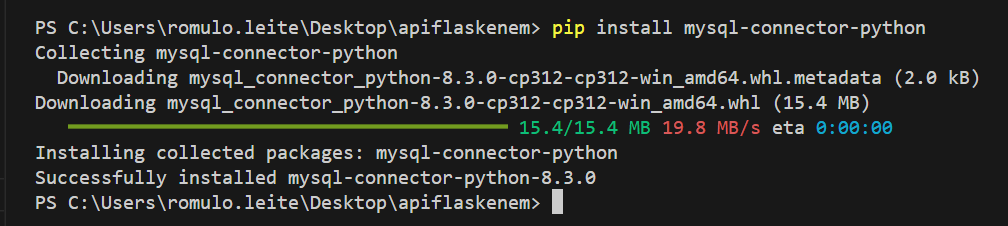 PS C:\Users\romulo.leite\Desktop\apiflaskenem> pip install mysql-connector-python
Collecting mysql-connector-python
  Downloading mysql_connector_python-8.3.0-cp312-cp312-win_amd64.whl.metadata (2.0 kB)
Downloading mysql_connector_python-8.3.0-cp312-cp312-win_amd64.whl (15.4 MB)
15.4/15.4 MB 19.8 MB/s eta 0:00:00
Installing collected packages: mysql-connector-python
Successfully installed mysql-connector-python-8.3.0
PS C:\Users\romulo.leite\Desktop\apiflaskenem>